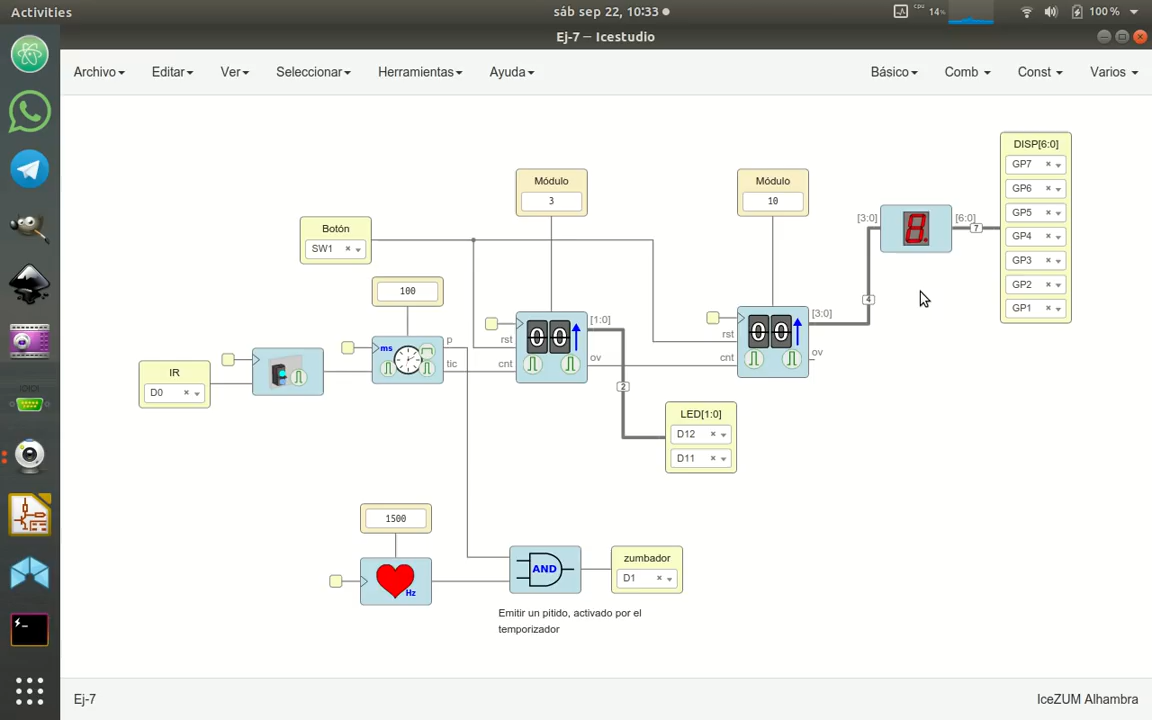 Activities
sáb sep 22, 10:33
cpu
14%
100 %
Ej-7 – Icestudio
Archivo
Editar
Ver
Seleccionar
Herramientas
Ayuda
Básico
Comb
Const
Varios
DISP[6:0]
GP7
GP6
GP5
GP4
GP3
GP2
GP1
Módulo
3
Módulo
10
[3:0]
[6:0]
7
Botón
SW1
100
ms
p
tic
rst
cnt
[1:0]
ov
rst
cnt
[3:0]
ov
4
2
IR
D0
LED[1:0]
D12
D11
1500
Hz
AND
zumbador
D1
Emitir un pitido, activado por el
temporizador
Ej-7
IceZUM Alhambra